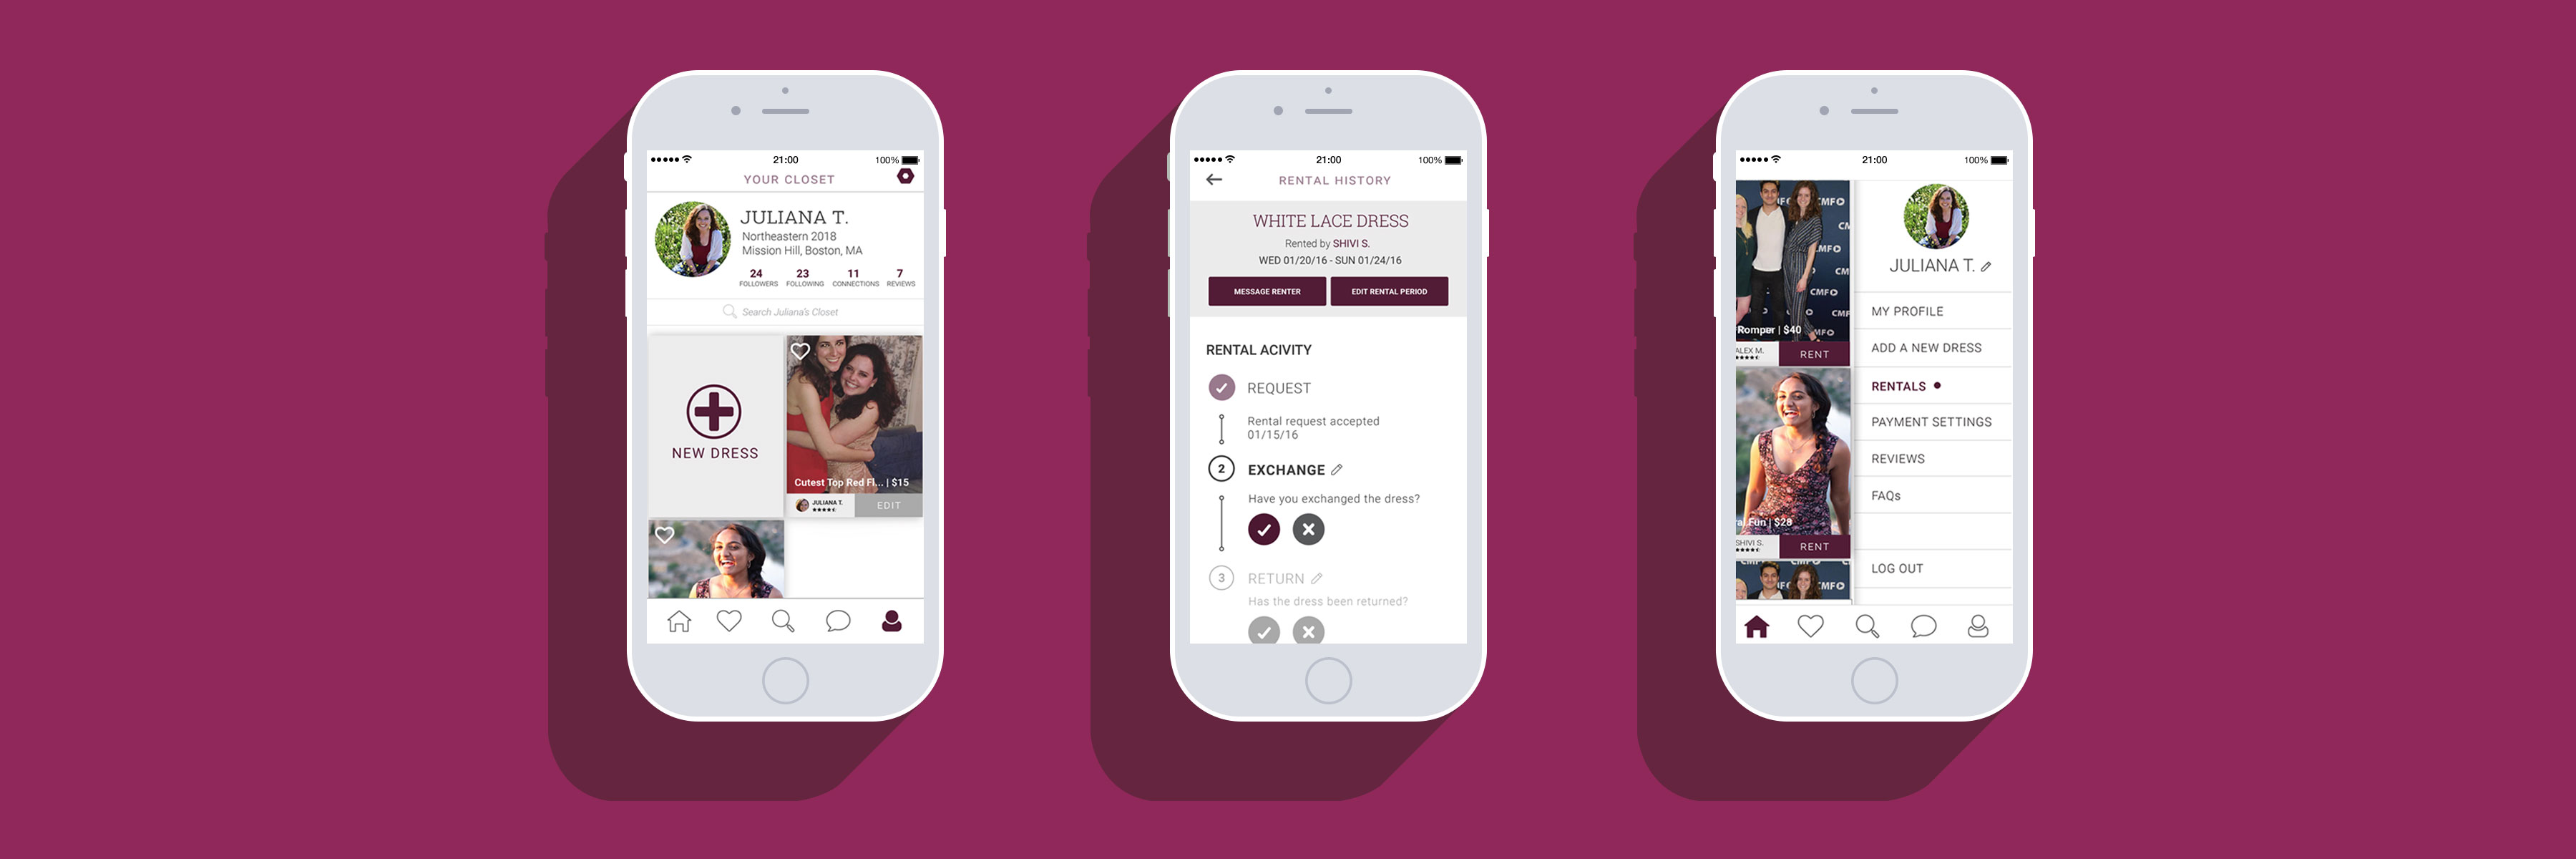 21:00
100%
YOUR CLOSET
JULIANA T.
Northeastern 2018
Mission Hill, Boston, MA
24 23 11 7
FOLLOWERS FOLLOWING CONNECTIONS REVIEWS
Search Juliana's Closet
NEW DRESS
Cutest Top Red Fl... | $15
JULIANA T.
EDIT
21:00
100%
RENTAL HISTORY
WHITE LACE DRESS
Rented by SHIVI S.
WED 01/20/16 - SUN 01/24/16
MESSAGE RENTER
EDIT RENTAL PERIOD
RENTAL ACIVITY
REQUEST
Rental request accepted
01/15/16
2 EXCHANGE
Have you exchanged the dress?
3 RETURN
Has the dress been returned?
21:00
100%
CMFO
CMFO
Romper | $40
ALEX M.
RENT
Fun | $28
SHIVI S.
RENT
JULIANA T.
MY PROFILE
ADD A NEW DRESS
RENTALS
PAYMENT SETTINGS
REVIEWS
FAQs
LOG OUT